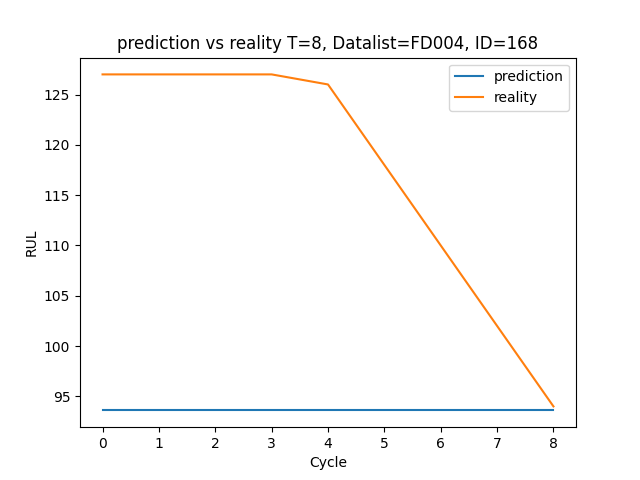 prediction vs reality T=8, Datalist=FD004, ID=168
prediction
reality
RUL
125
120
115
110
105
100
95
0 1 2 3 4 5 6 7 8
Cycle